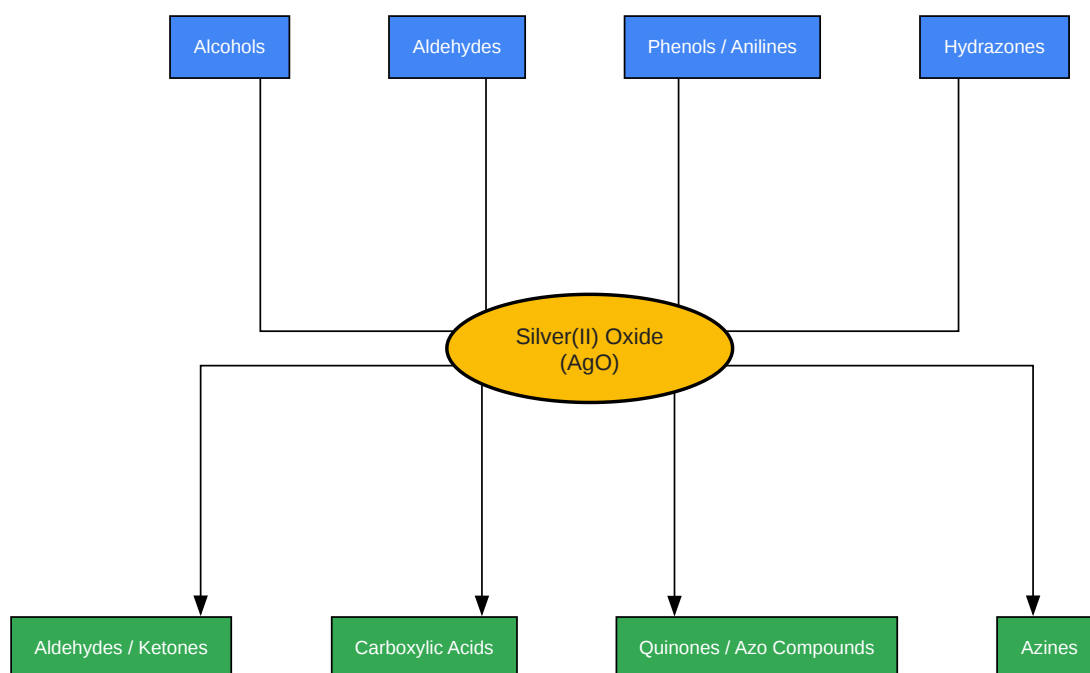 Alcohols
Aldehydes
Phenols / Anilines
Hydrazones
Silver(II) Oxide
(AgO)
Aldehydes / Ketones
Carboxylic Acids
Quinones / Azo Compounds
Azines